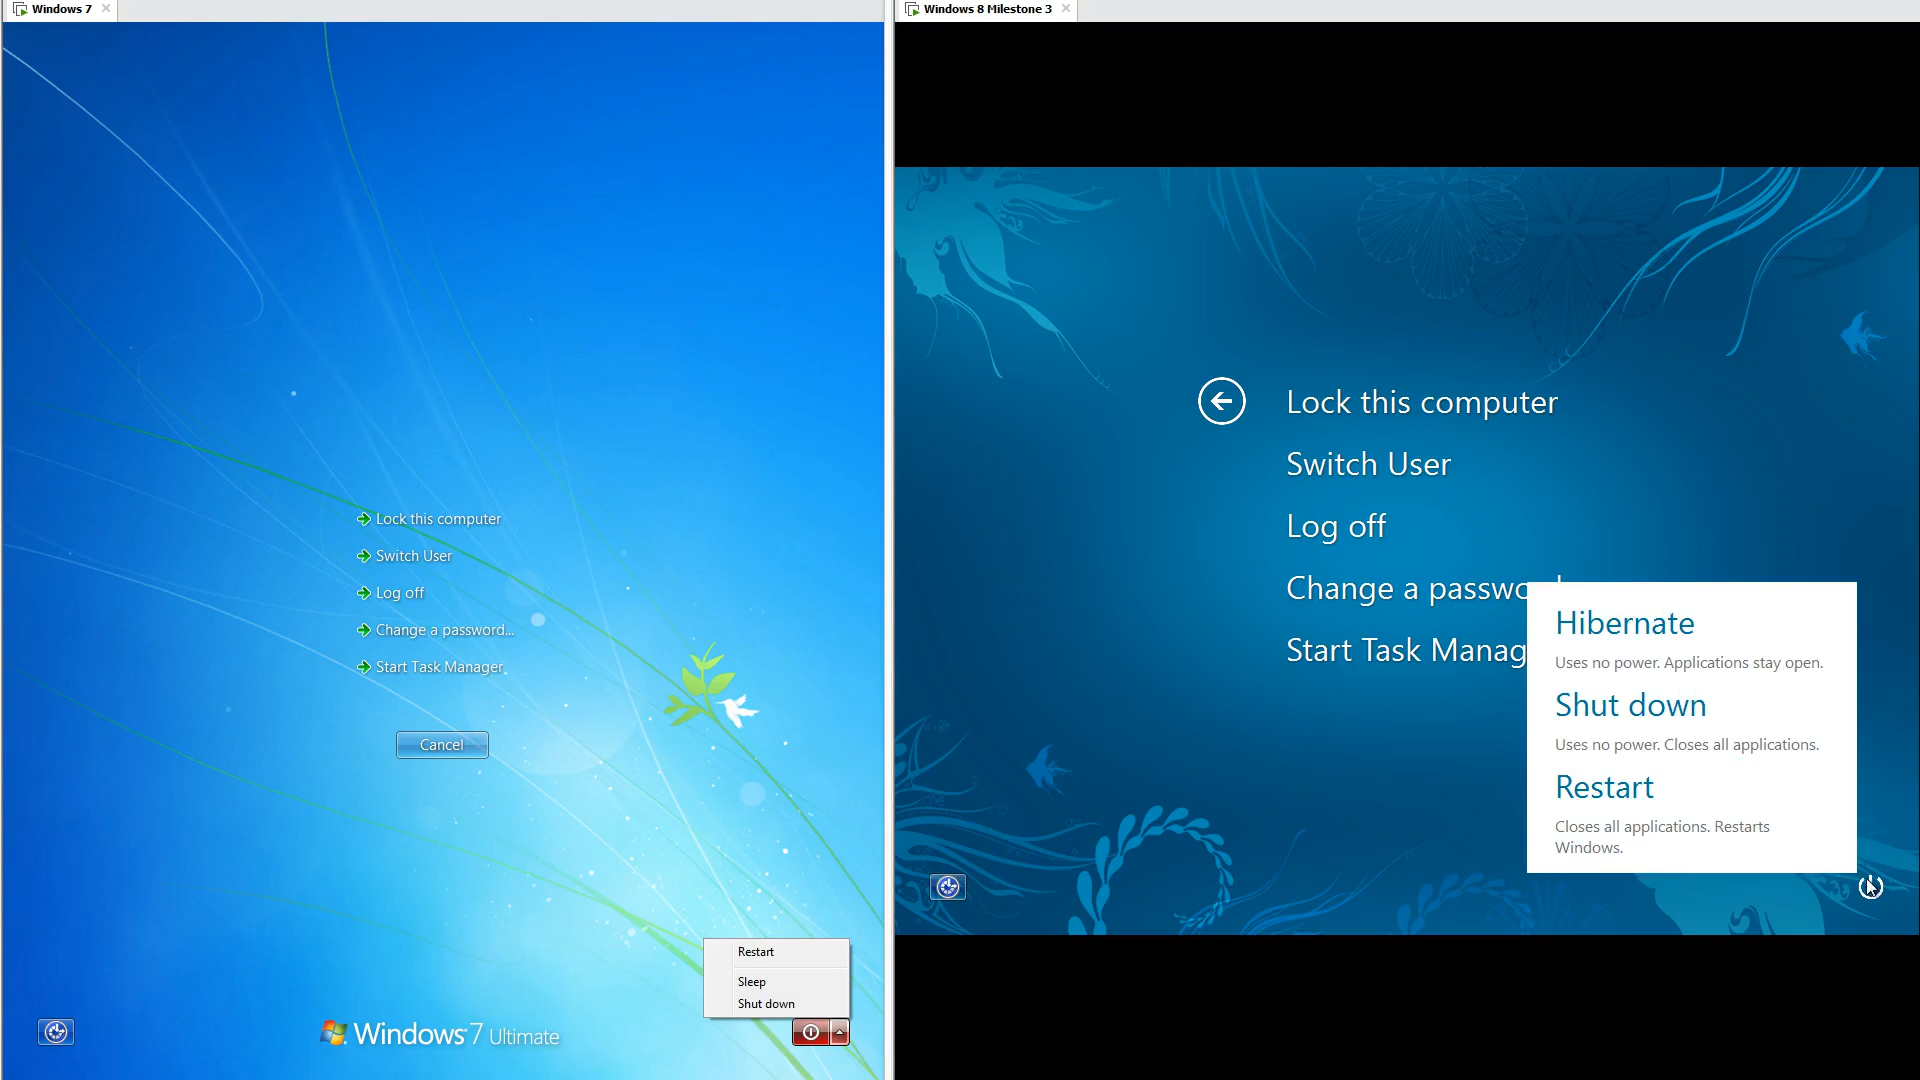 Windows 7
Lock this computer
Switch User
Log off
Change a password...
Start Task Manager
Cancel
Restart
Sleep
Shut down
Windows 7 Ultimate
Windows 8 Milestone 3
Lock this computer
Switch User
Log off
Change a passwo
Start Task Manag
Hibernate
Uses no power. Applications stay open.
Shut down
Uses no power. Closes all applications.
Restart
Closes all applications. Restarts
Windows.